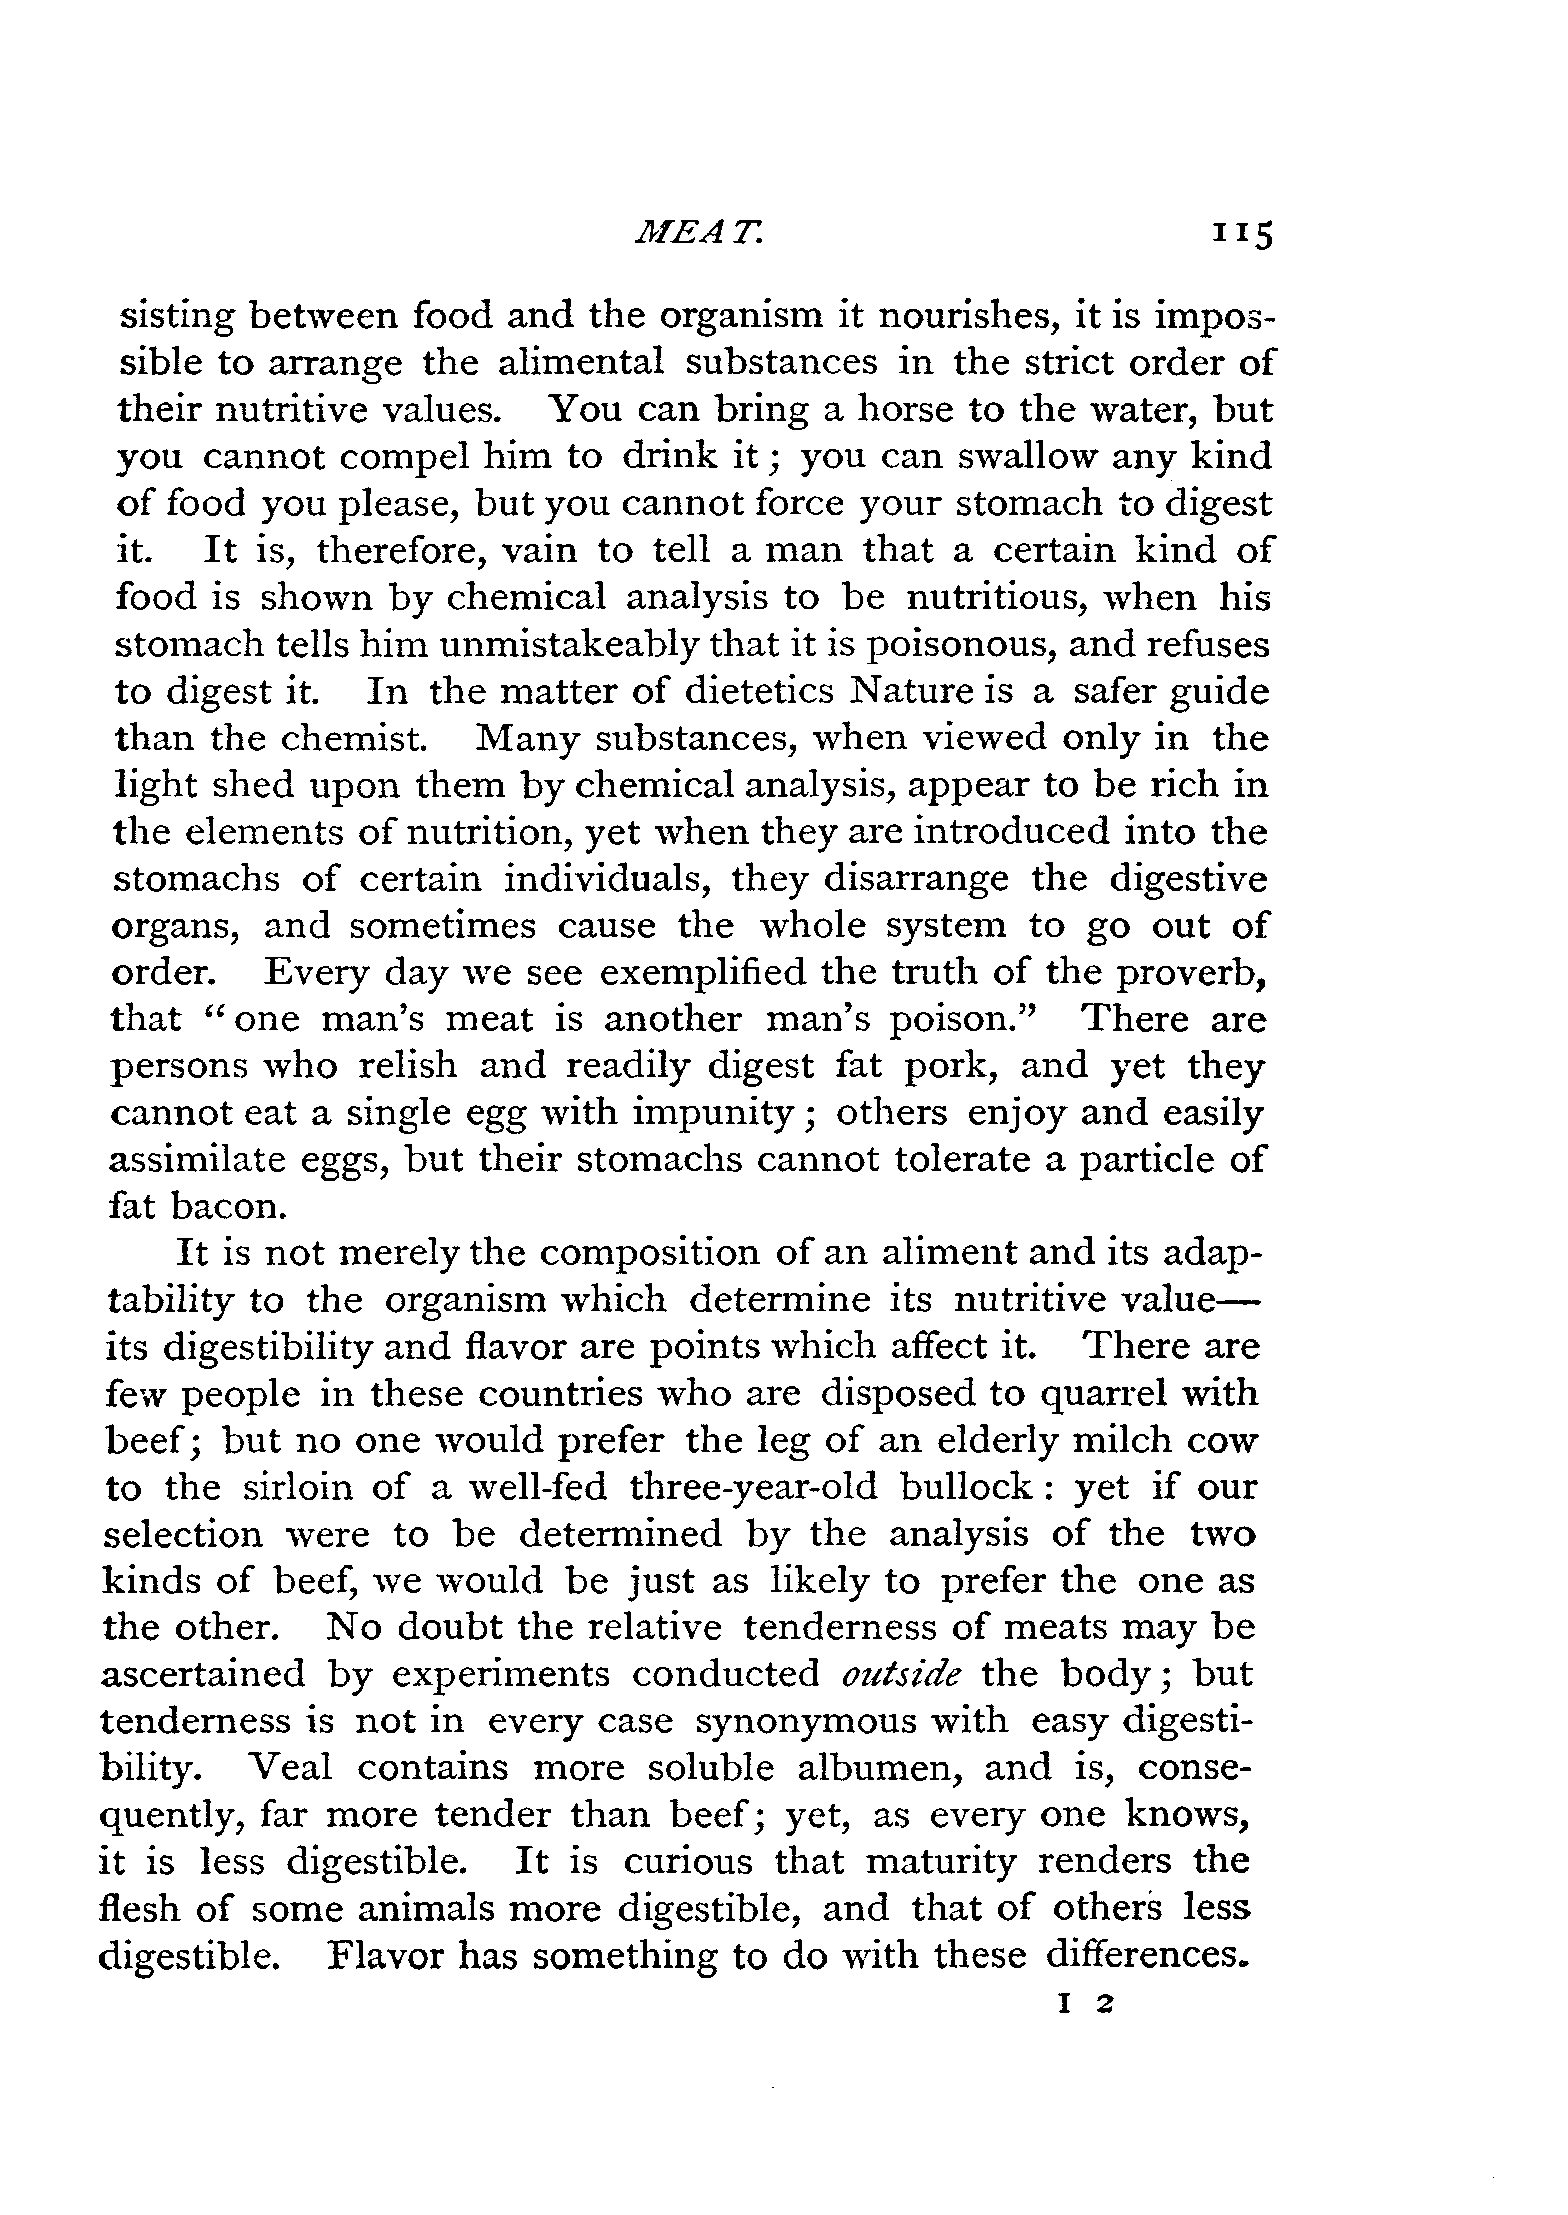 MEAT. 115
sisting between food and the organism it nourishes, it is impos-
sible to arrange the alimental substances in the strict order of
their nutritive values. You can bring a horse to the water, but
you cannot compel him to drink it; you can swallow any kind
of food you please, but you cannot force your stomach to digest
it. It is, therefore, vain to tell a man that a certain kind of
food is shown by chemical analysis to be nutritious, when his
stomach tells him unmistakeably that it is poisonous, and refuses
to digest it. In the matter of dietetics Nature is a safer guide
than the chemist. Many substances, when viewed only in the
light shed upon them by chemical analysis, appear to be rich in
the elements of nutrition, yet when they are introduced into the
stomachs of certain individuals, they disarrange the digestive
organs, and sometimes cause the whole system to go out of
order. Every day we see exemplified the truth of the proverb,
that "one man's meat is another man's poison." There are
persons who relish and readily digest fat pork, and yet they
cannot eat a single egg with impunity; others enjoy and easily
assimilate eggs, but their stomachs cannot tolerate a particle of
fat bacon.
It is not merely the composition of an aliment and its adap-
tability to the organism which determine its nutritive value—
its digestibility and flavor are points which affect it. There are
few people in these countries who are disposed to quarrel with
beef; but no one would prefer the leg of an elderly milch cow
to the sirloin of a well-fed three-year-old bullock: yet if our
selection were to be determined by the analysis of the two
kinds of beef, we would be just as likely to prefer the one as
the other. No doubt the relative tenderness of meats may be
ascertained by experiments conducted outside the body; but
tenderness is not in every case synonymous with easy digesti-
bility. Veal contains more soluble albumen, and is, conse-
quently, far more tender than beef; yet, as every one knows,
it is less digestible. It is curious that maturity renders the
flesh of some animals more digestible, and that of others less
digestible. Flavor has something to do with these differences.
I 2